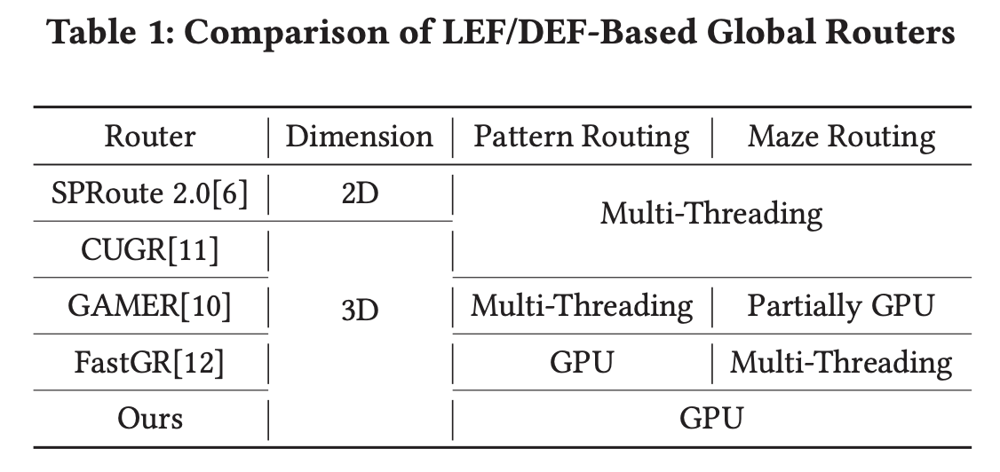 Table 1: Comparison of LEF/DEF-Based Global Routers
Router Dimension Pattern Routing Maze Routing
SPRoute 2.0[6] 2D
Multi-Threading
CUGR[11]
GAMER[10] 3D Multi-Threading Partially GPU
FastGR[12] GPU Multi-Threading
Ours GPU